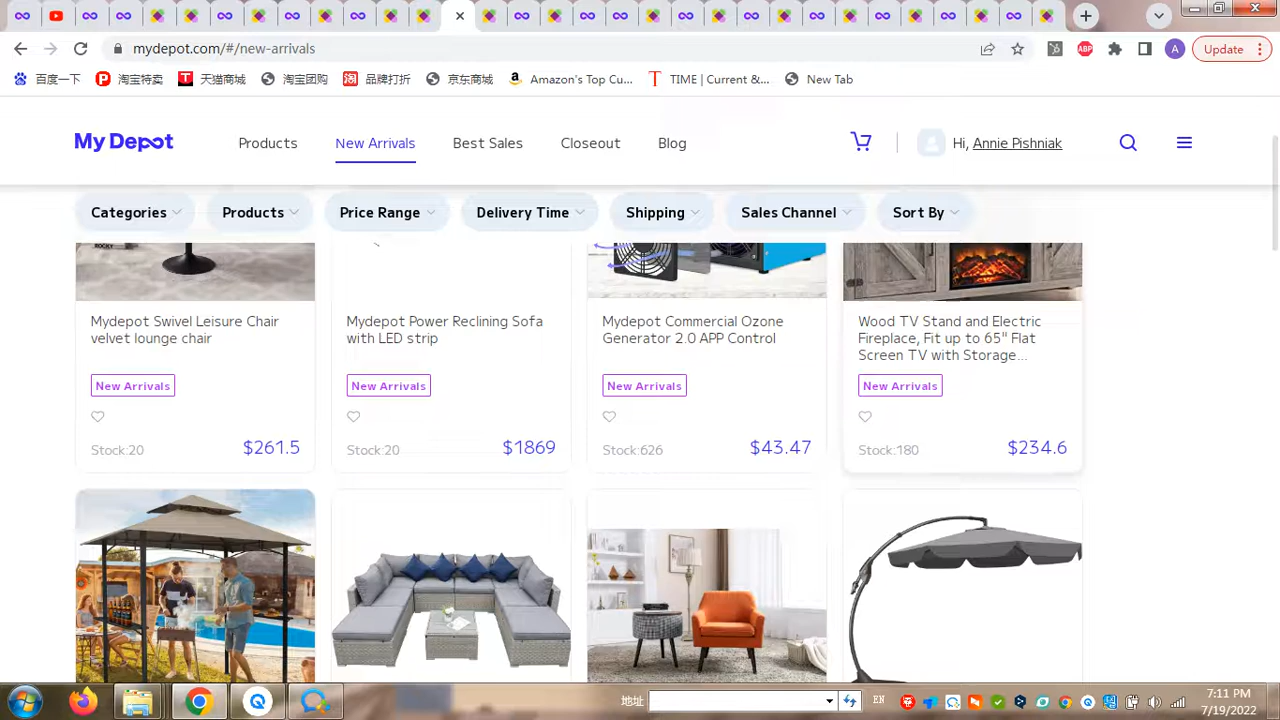 mydepot.com/#/new-arrivals
A
Update
百度一下
淘宝特卖
天猫商城
淘宝团购
品牌打折
京东商城
Amazon's Top Cu...
TIME | Current &...
New Tab
My Depot
Products
New Arrivals
Best Sales
Closeout
Blog
Hi, Annie Pishniak
Categories
Products
Price Range
Delivery Time
Shipping
Sales Channel
Sort By
Mydepot Swivel Leisure Chair
velvet lounge chair
New Arrivals
Stock:20
$261.5
Mydepot Power Reclining Sofa
with LED strip
New Arrivals
Stock:20
$1869
Mydepot Commercial Ozone
Generator 2.0 APP Control
New Arrivals
Stock:626
$43.47
Wood TV Stand and Electric
Fireplace, Fit up to 65" Flat
Screen TV with Storage...
New Arrivals
Stock:180
$234.6
地址
EN
7:11 PM
7/19/2022